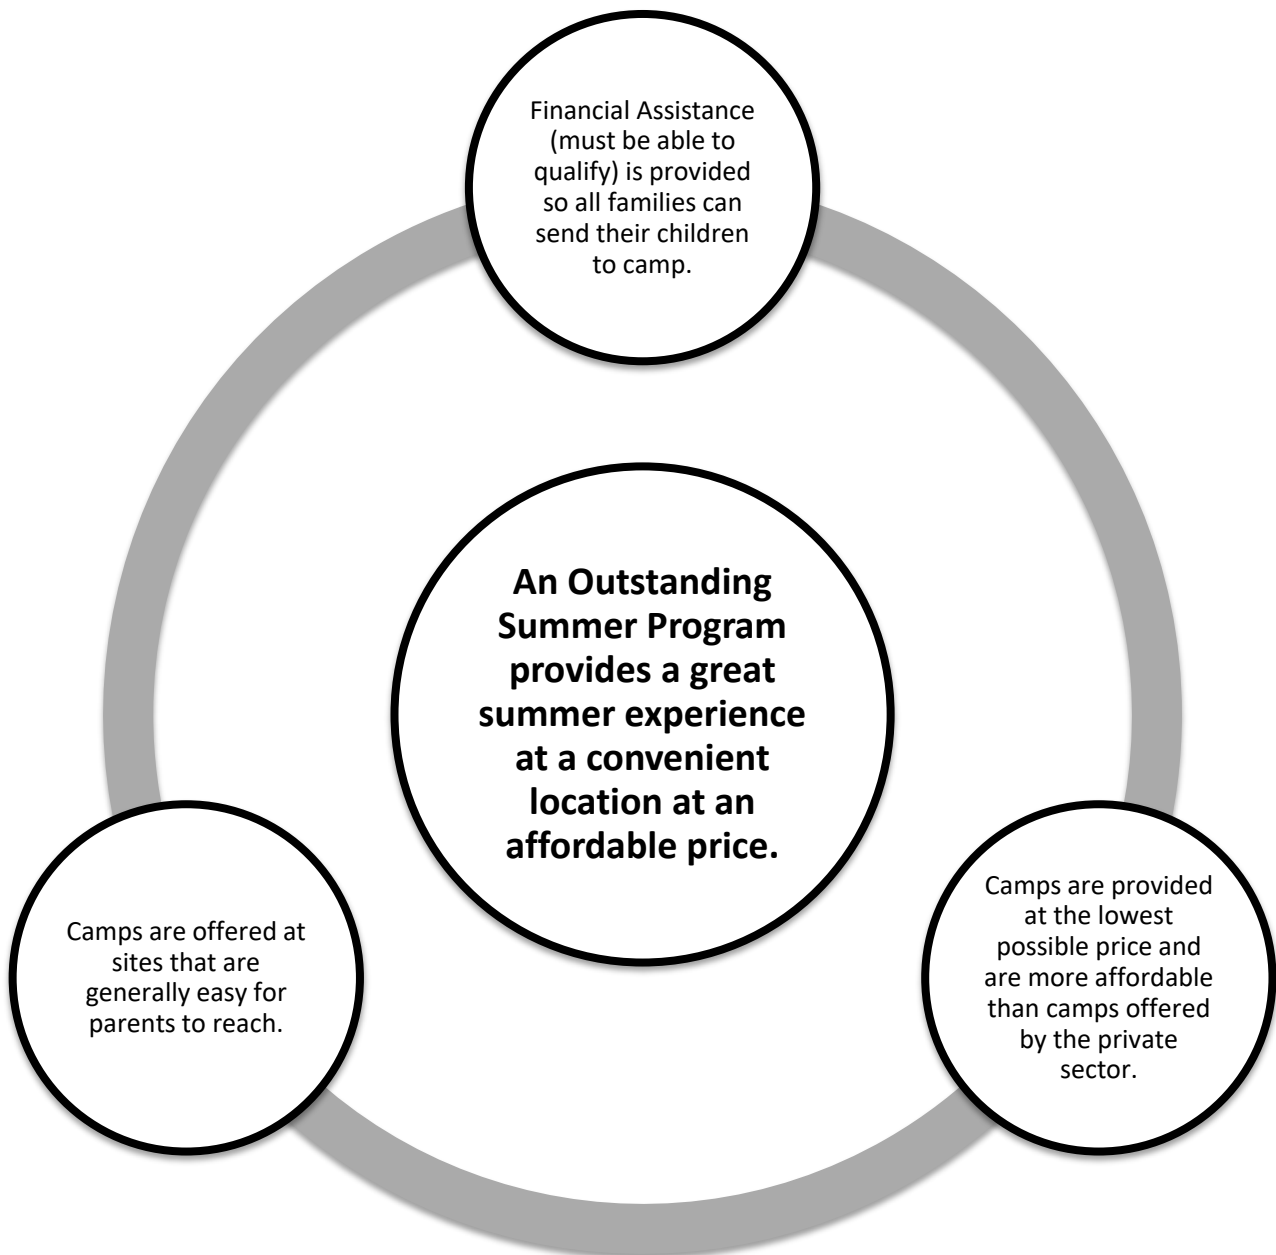 Financial Assistance
(must be able to
qualify) is provided
so all families can
send their children
to camp.
An Outstanding
Summer Program
provides a great
summer experience
at a convenient
location at an
affordable price.
Camps are offered at
sites that are
generally easy for
parents to reach.
Camps are provided
at the lowest
possible price and
are more affordable
than camps offered
by the private
sector.